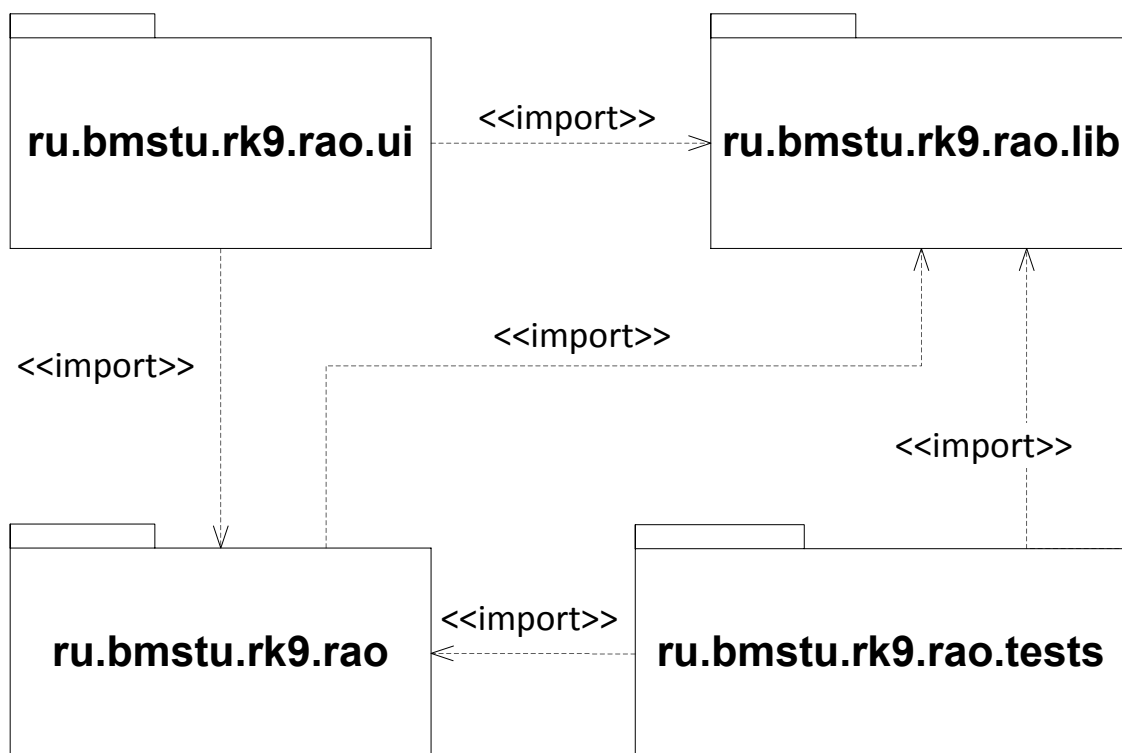 ru.bmstu.rk9.rao.ui
<<import>>
ru.bmstu.rk9.rao.lib
<<import>>
<<import>>
<<import>>
ru.bmstu.rk9.rao
<<import>>
ru.bmstu.rk9.rao.tests